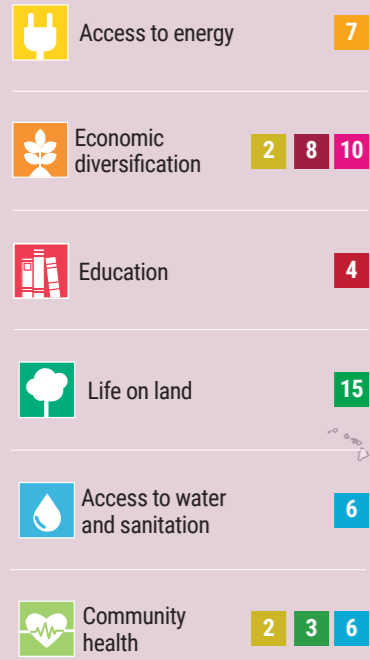 Access to energy 7
Economic
diversification 2 8 10
Education 4
Life on land 15
Access to water
and sanitation 6
Community
health 2 3 6